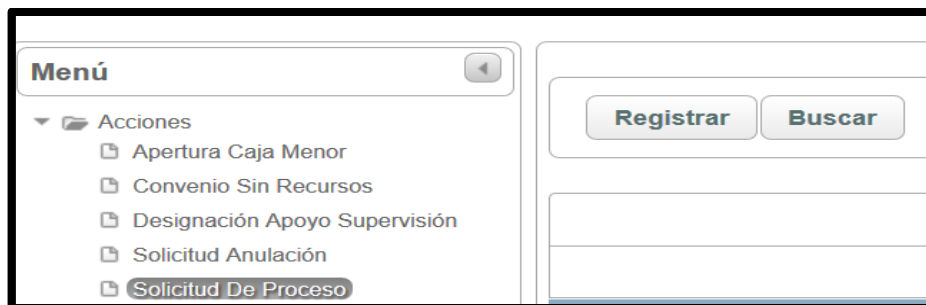 Menú
Acciones
Apertura Caja Menor
Convenio Sin Recursos
Designación Apoyo Supervisión
Solicitud Anulación
Solicitud De Proceso
Registrar Buscar